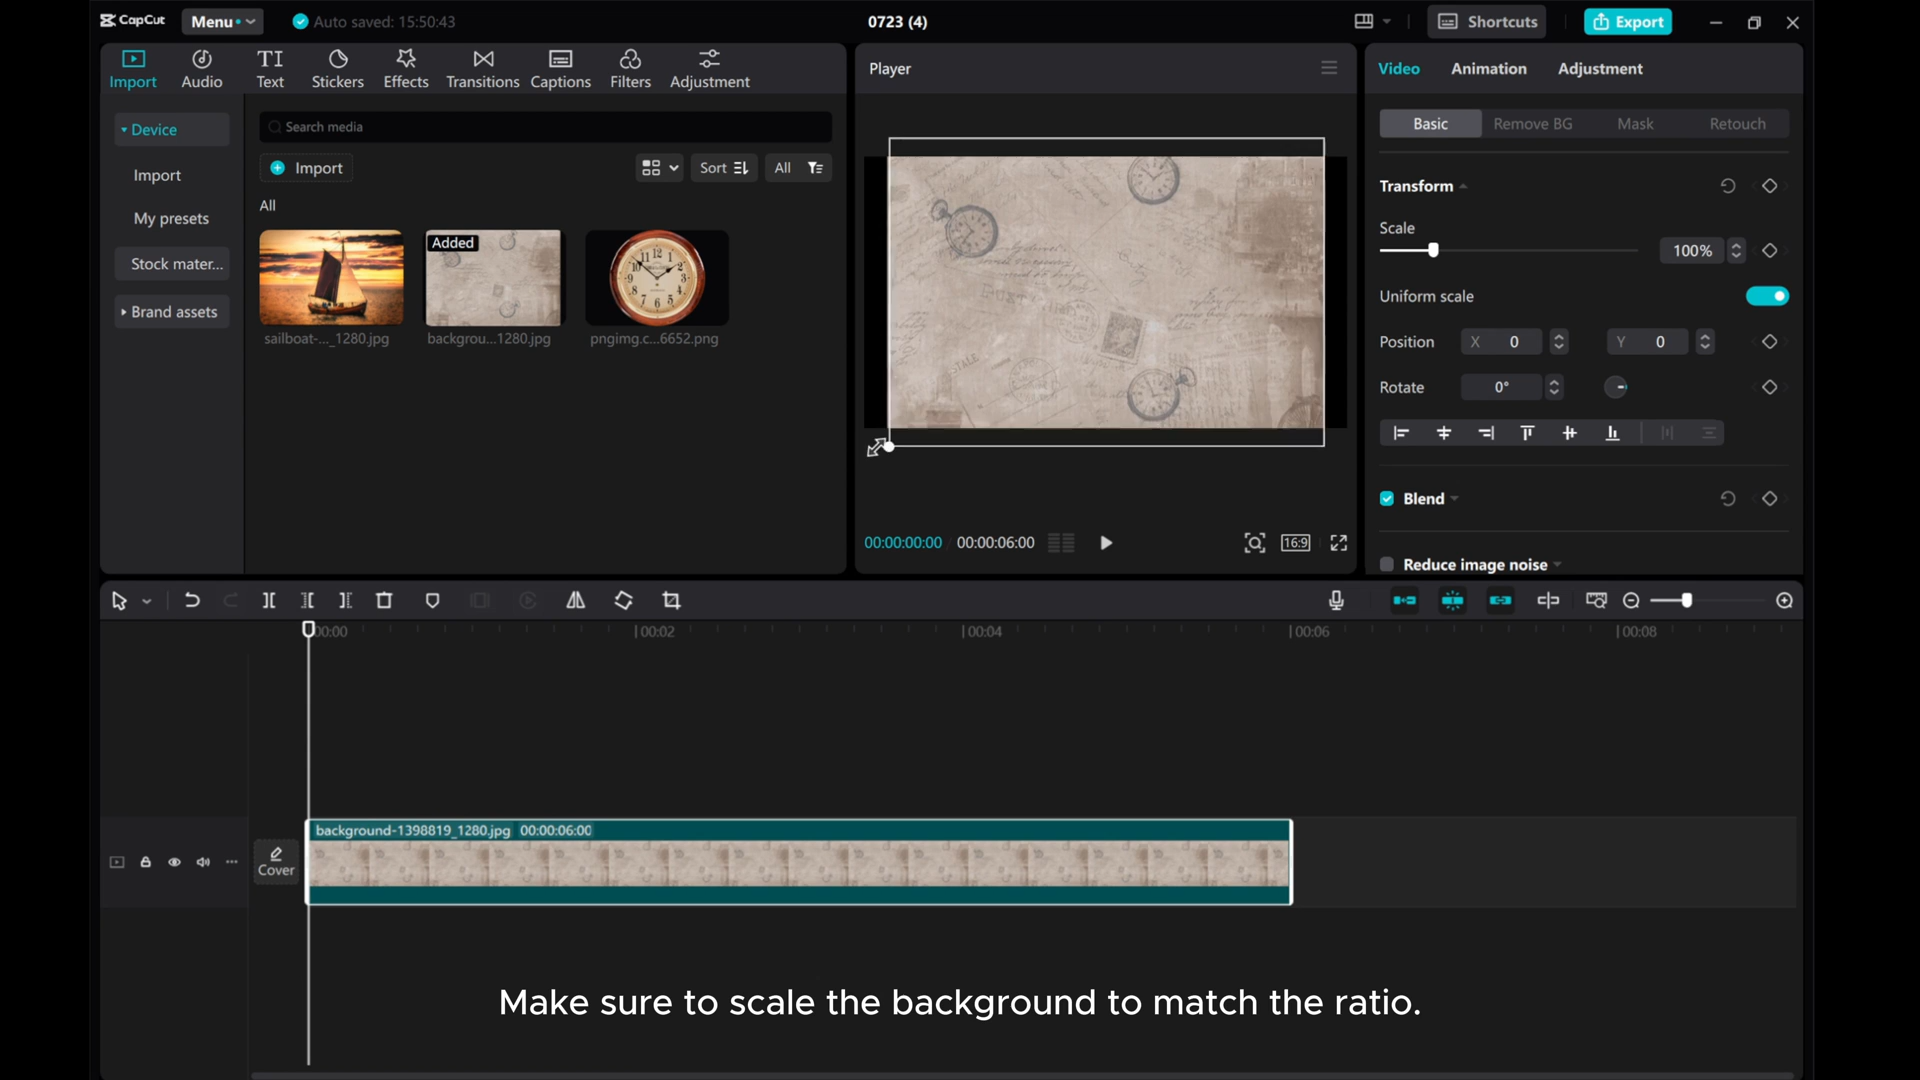 CapCut
Menu
Auto saved: 15:50:43
0723 (4)
Shortcuts
Export
Import
Audio
TI
Text
Stickers
Effects
Transitions
Captions
Filters
Adjustment
Device
Import
My presets
Stock mater...
Brand assets
Search media
Import
Sort
All
All
Added
sailboat-..._1280.jpg
backgrou...1280.jpg
pngimg.c...6652.png
Player
00:00:00:00
00:00:06:00
16:9
Video
Animation
Adjustment
Basic
Remove BG
Mask
Retouch
Transform
Scale
100%
Uniform scale
Position
X 0
Y 0
Rotate
0°
Blend
Reduce image noise
00:00
00:02
00:04
00:06
00:08
Cover
background-1398819_1280.jpg 00:00:06:00
Make sure to scale the background to match the ratio.